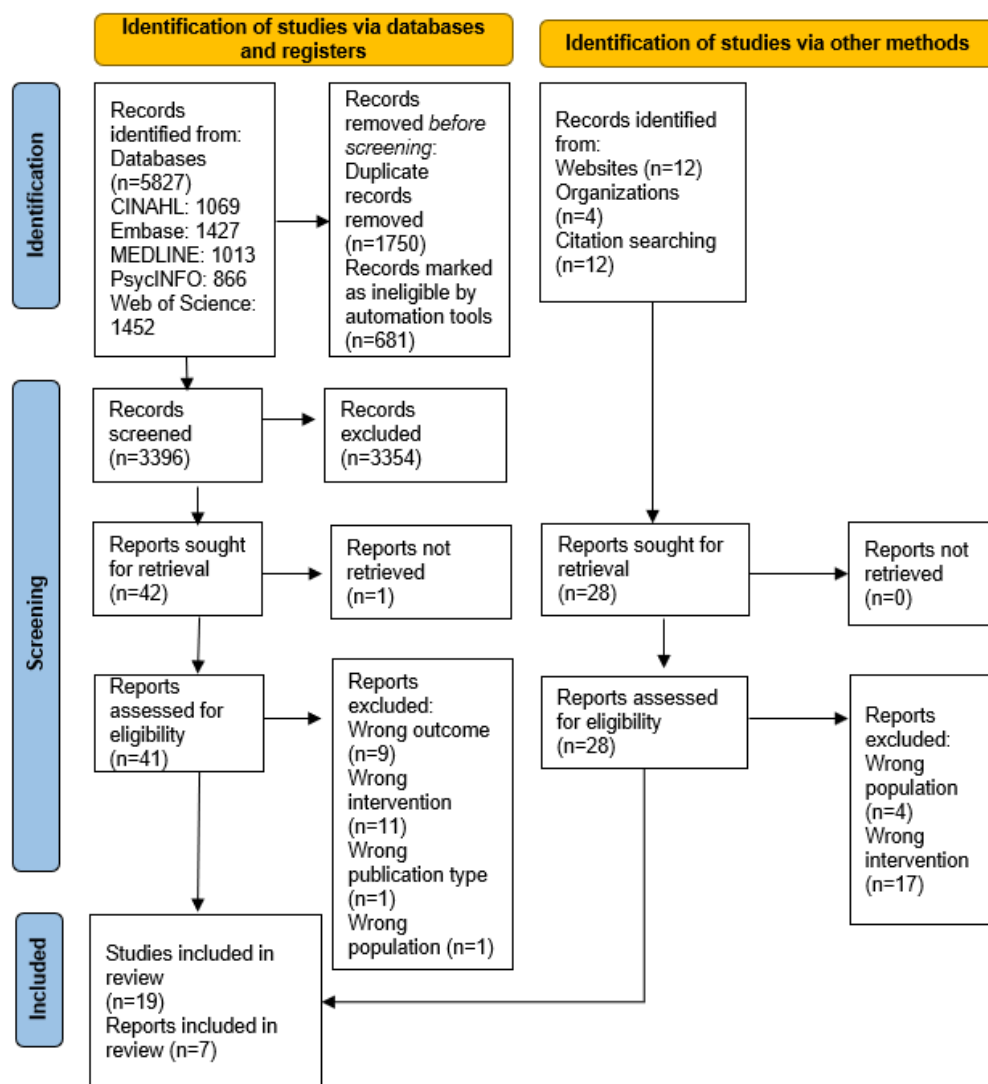 Identification of studies via databases
and registers
Identification of studies via other methods
Identification
Records
identified from:
Databases
(n=5827)
CINAHL: 1069
Embase: 1427
MEDLINE: 1013
PsycINFO: 866
Web of Science:
1452
Records
removed before
screening:
Duplicate
records
removed
(n=1750)
Records marked
as ineligible by
automation tools
(n=681)
Records identified
from:
Websites (n=12)
Organizations
(n=4)
Citation searching
(n=12)
Screening
Records
screened
(n=3396)
Records
excluded
(n=3354)
Reports sought
for retrieval
(n=42)
Reports not
retrieved
(n=1)
Reports sought for
retrieval
(n=28)
Reports not
retrieved
(n=0)
Reports
assessed for
eligibility
(n=41)
Reports
excluded:
Wrong outcome
(n=9)
Wrong
intervention
(n=11)
Wrong
publication type
(n=1)
Wrong
population (n=1)
Reports assessed
for eligibility
(n=28)
Reports
excluded:
Wrong
population
(n=4)
Wrong
intervention
(n=17)
Included
Studies included in
review
(n=19)
Reports included in
review (n=7)